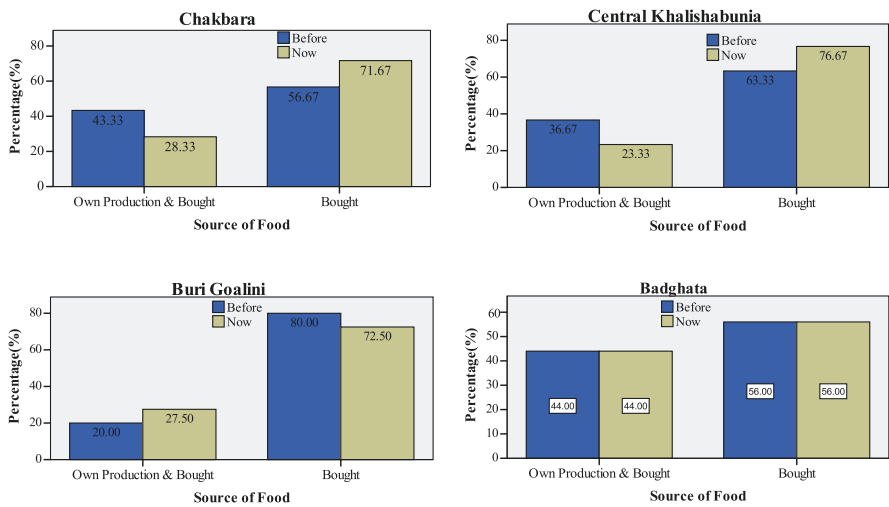 Chakbara
Percentage(%)
80
60
40
20
0
Before
Now
43.33
28.33
56.67
71.67
Own Production & Bought
Bought
Source of Food
Central Khalishabunia
Percentage(%)
80
60
40
20
0
Before
Now
36.67
23.33
63.33
76.67
Own Production & Bought
Bought
Source of Food
Buri Goalini
Percentage(%)
80
60
40
20
0
Before
Now
20.00
27.50
80.00
72.50
Own Production & Bought
Bought
Source of Food
Badghata
Percentage(%)
60
50
40
30
20
10
0
Before
Now
44.00
44.00
56.00
56.00
Own Production & Bought
Bought
Source of Food